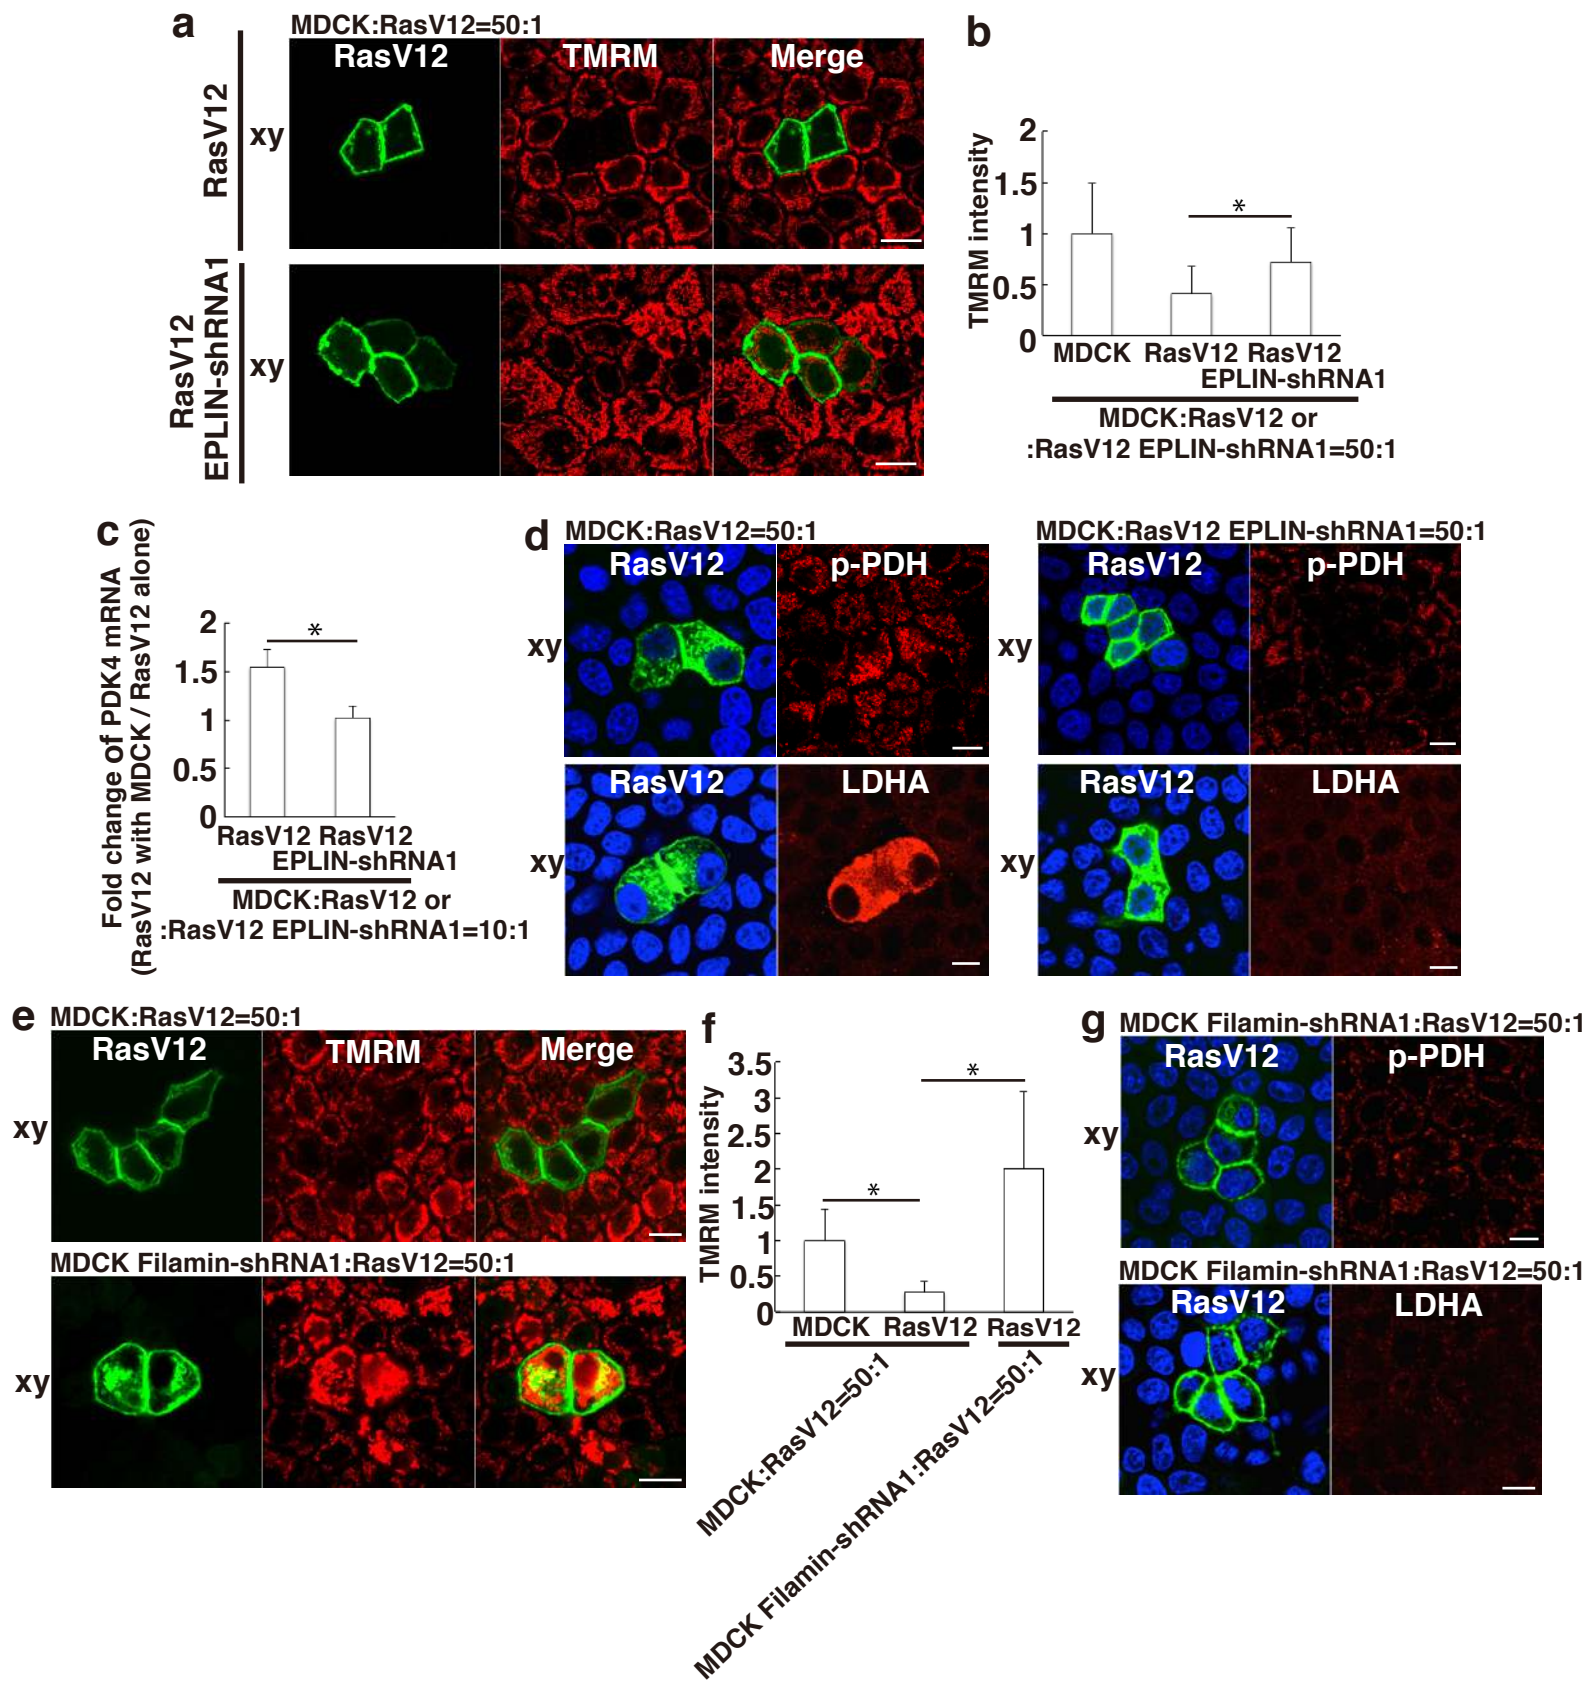 a
MDCK:RasV12=50:1
RasV12
TMRM
Merge
RasV12
xy
RasV12
EPLIN-shRNA1
xy
b
TMRM intensity
2
1.5
1
0.5
0
MDCK RasV12 RasV12
EPLIN-shRNA1
MDCK:RasV12 or
:RasV12 EPLIN-shRNA1=50:1
*
c
Fold change of PDK4 mRNA
(RasV12 with MDCK / RasV12 alone)
2
1.5
1
0.5
0
*
RasV12 RasV12
EPLIN-shRNA1
MDCK:RasV12 or
:RasV12 EPLIN-shRNA1=10:1
d
MDCK:RasV12=50:1
RasV12
p-PDH
xy
RasV12
LDHA
xy
MDCK:RasV12 EPLIN-shRNA1=50:1
RasV12
p-PDH
xy
RasV12
LDHA
xy
e
MDCK:RasV12=50:1
RasV12
TMRM
Merge
xy
MDCK Filamin-shRNA1:RasV12=50:1
xy
f
TMRM intensity
3.5
3
2.5
2
1.5
1
0.5
0
*
*
MDCK RasV12 RasV12
MDCK:RasV12=50:1
MDCK Filamin-shRNA1:RasV12=50:1
g
MDCK Filamin-shRNA1:RasV12=50:1
RasV12
p-PDH
xy
MDCK Filamin-shRNA1:RasV12=50:1
RasV12
LDHA
xy